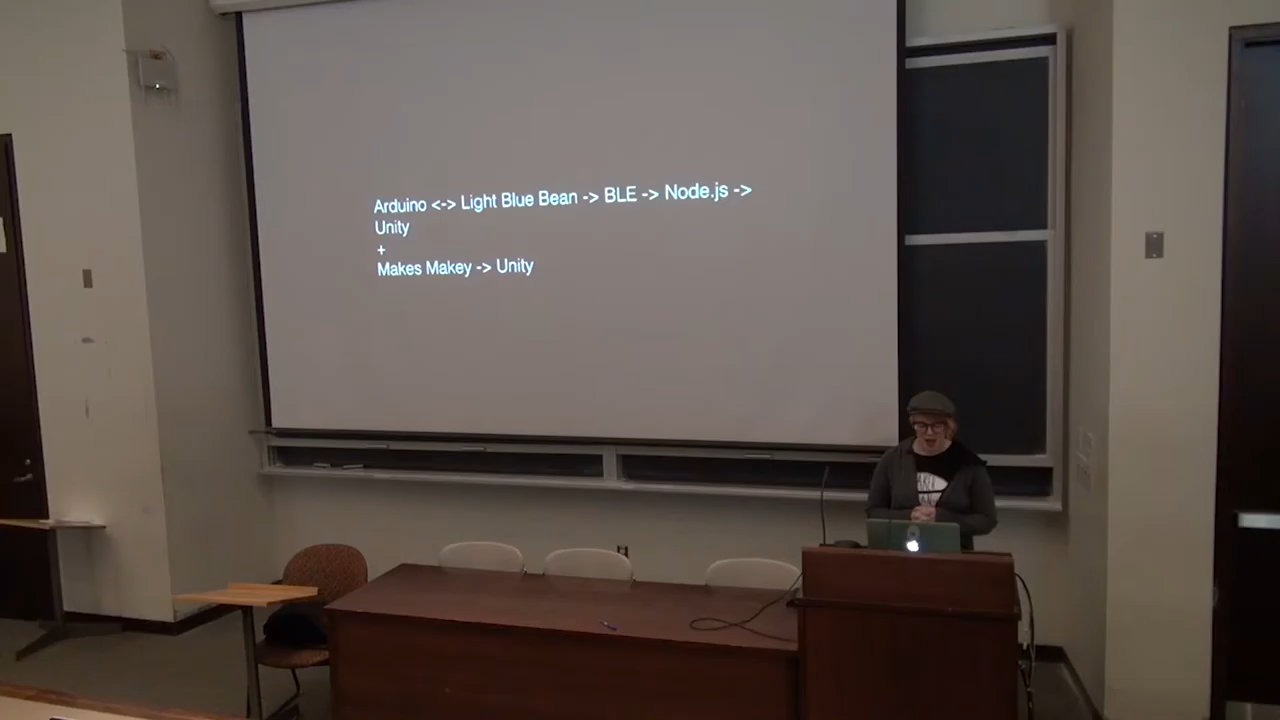 Arduino <-> Light Blue Bean -> BLE -> Node.js ->
Unity
+
Makes Makey -> Unity